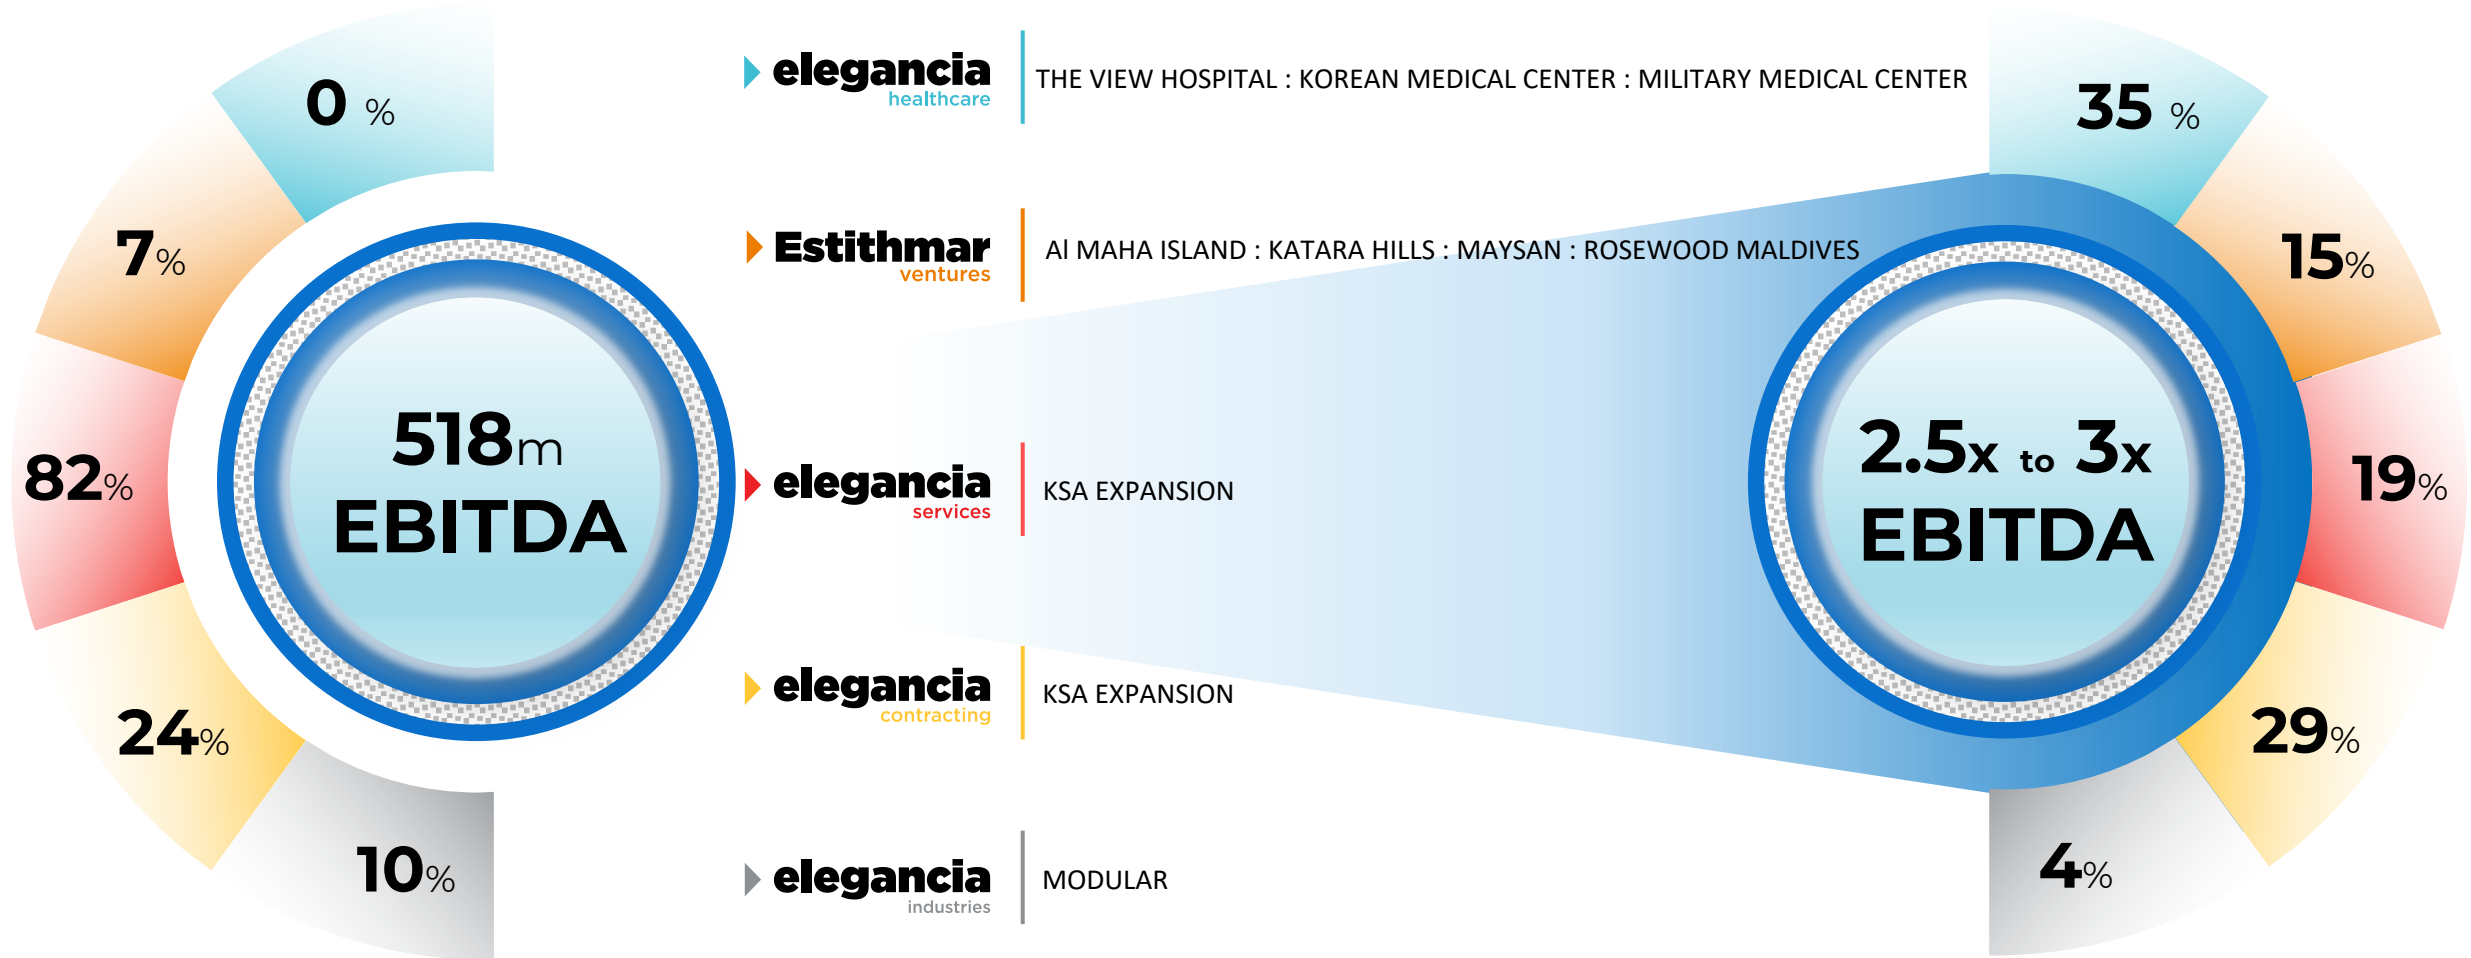 0 %
7%
82%
24%
10%
518m
EBITDA
elegancia
healthcare
THE VIEW HOSPITAL : KOREAN MEDICAL CENTER : MILITARY MEDICAL CENTER
Estithmar
ventures
Al MAHA ISLAND : KATARA HILLS : MAYSAN : ROSEWOOD MALDIVES
elegancia
services
KSA EXPANSION
elegancia
contracting
KSA EXPANSION
elegancia
industries
MODULAR
2.5x to 3x
EBITDA
35 %
15%
19%
29%
4%